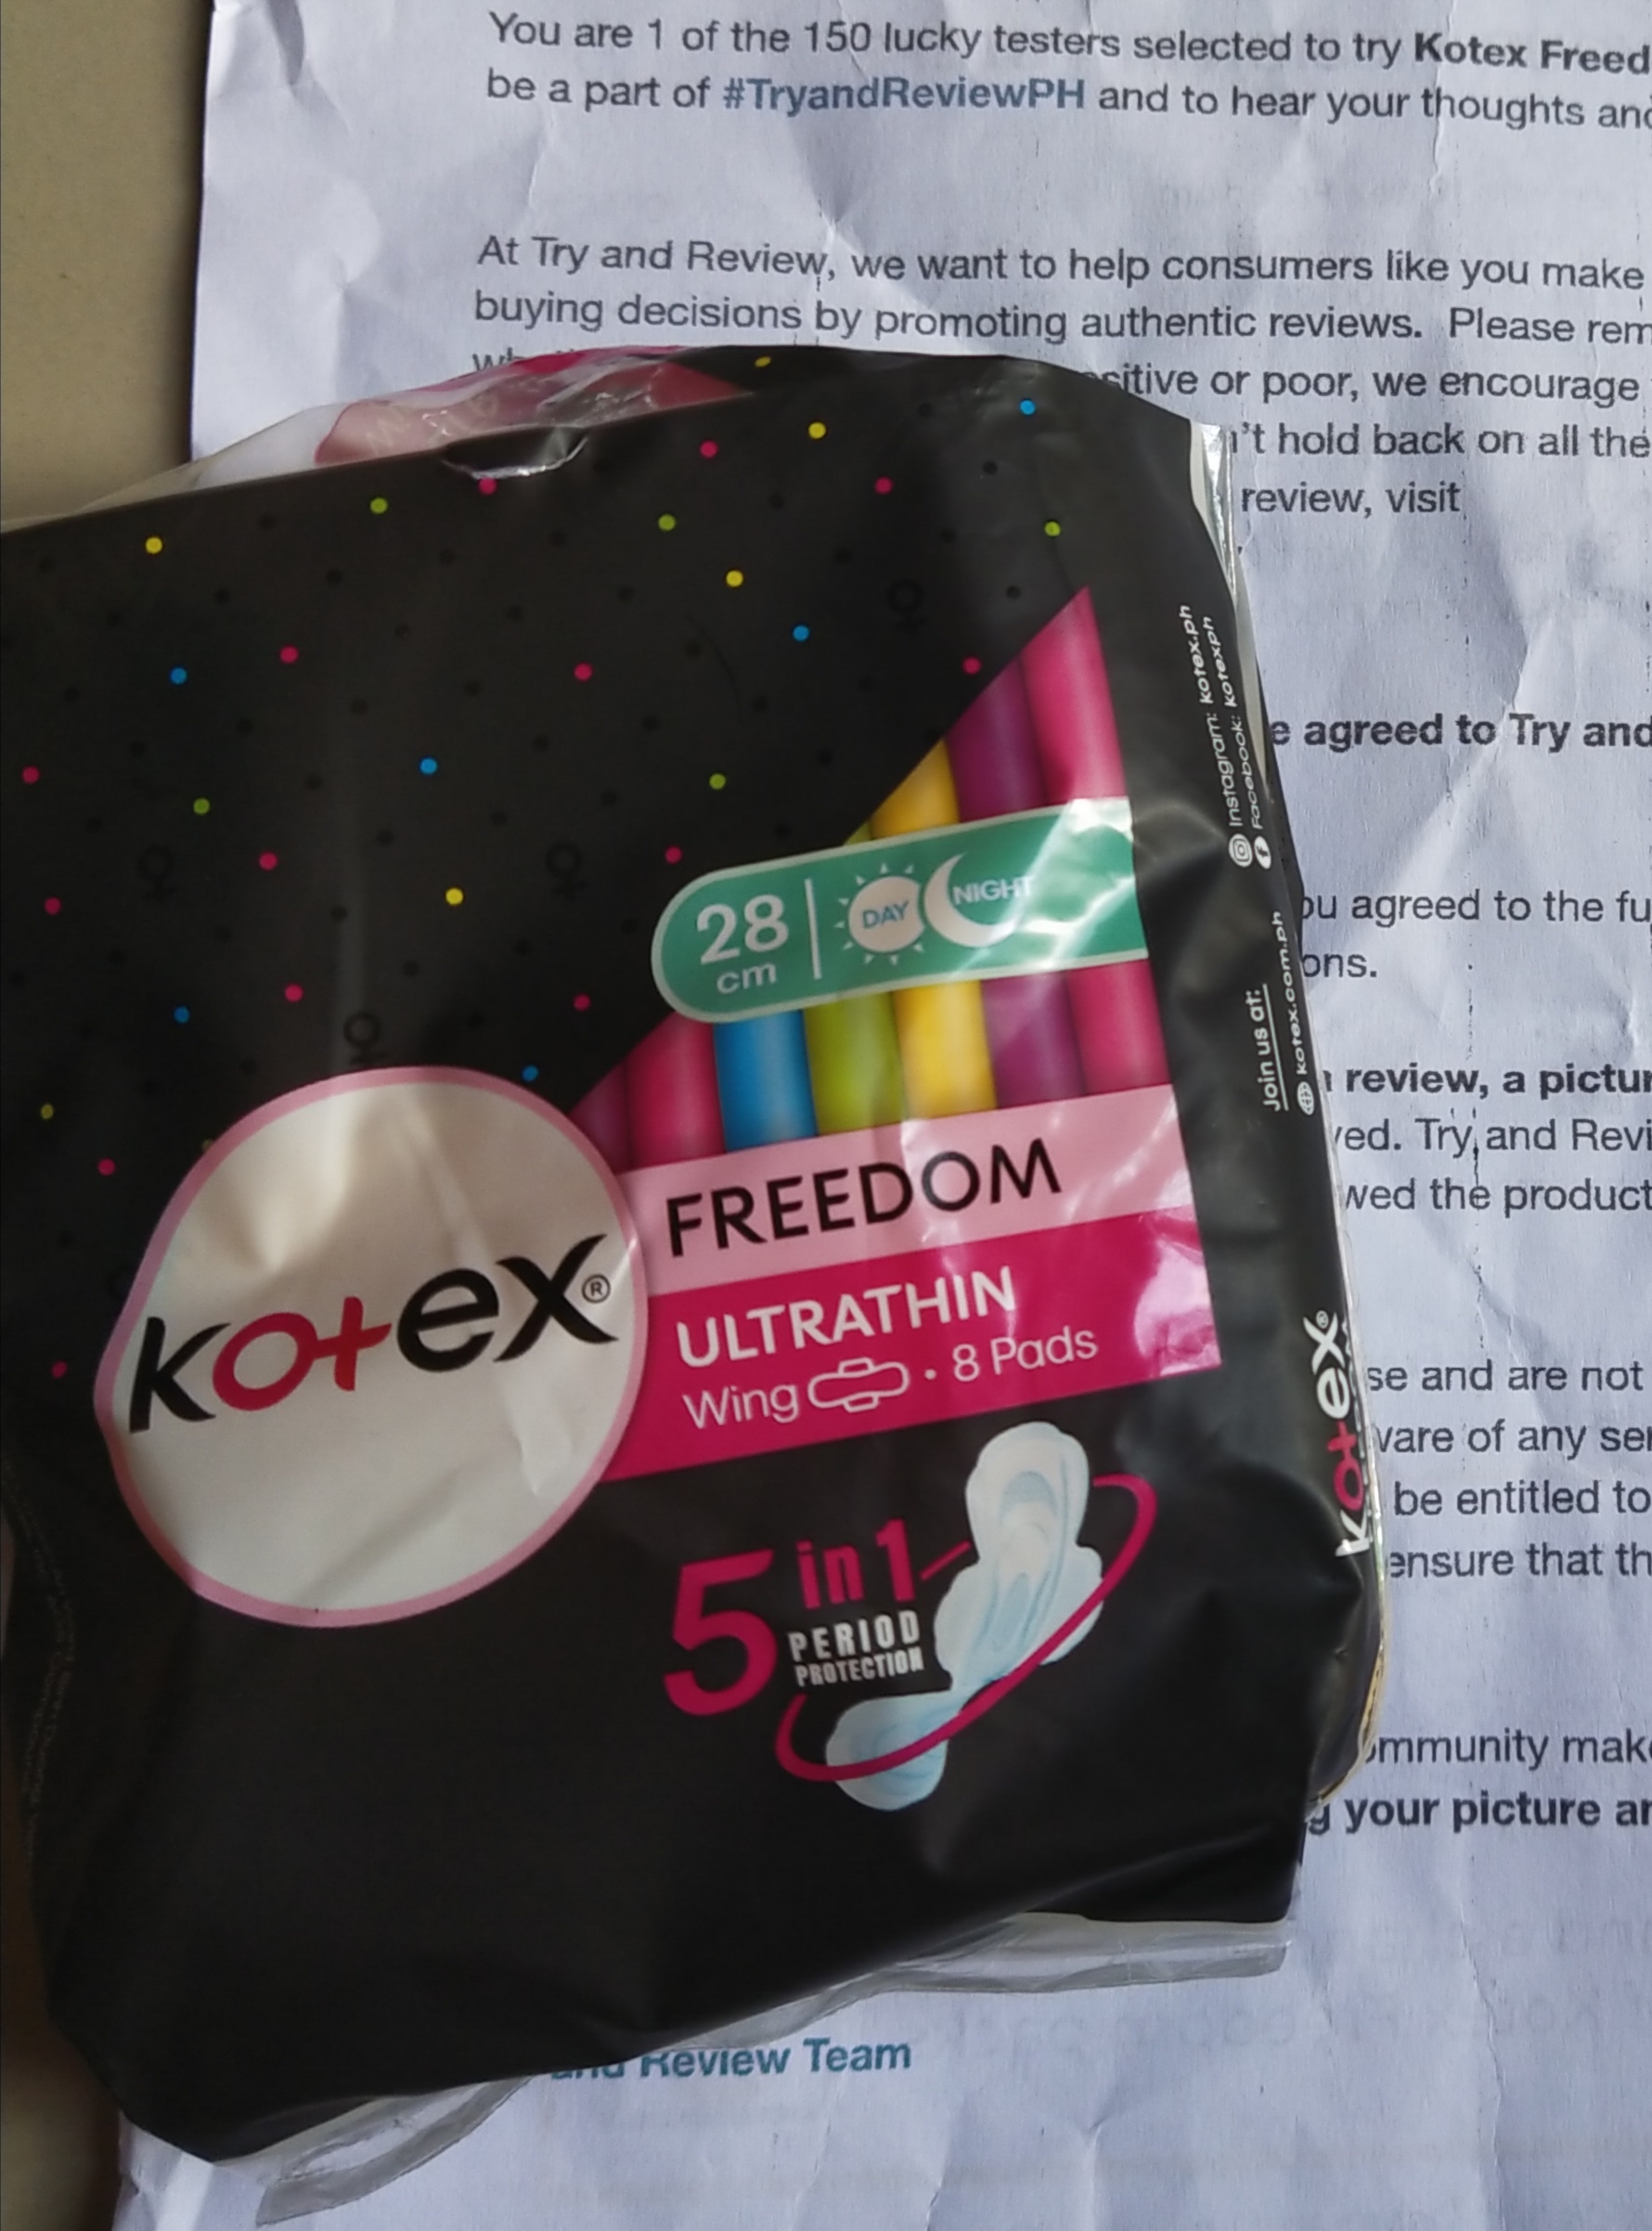 You are 1 of the 150 lucky testers selected to try Kotex Freed
be a part of #TryandReviewPH and to hear your thoughts and
At Try and Review, we want to help consumers like you make
buying decisions by promoting authentic reviews. Please rem
sitive or poor, we encourage
n't hold back on all the
review, visit
e agreed to Try and
ou agreed to the fu
ons.
review, a pictur
ved. Try and Revi
wed the product
se and are not
ware of any ser
be entitled to
ensure that th
ommunity make
g your picture an
and Review Team
28
cm
DAY
NIGHT
kotex®
FREEDOM
ULTRATHIN
Wing · 8 Pads
5 in 1
PERIOD
PROTECTION
Instagram: kotex.ph
Facebook: kotexph
Join us at:
kotex.com.ph
kotex®